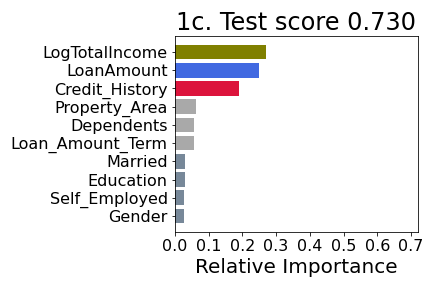 1c. Test score 0.730
LogTotalIncome
LoanAmount
Credit_History
Property_Area
Dependents
Loan_Amount_Term
Married
Education
Self_Employed
Gender
0.0 0.1 0.2 0.3 0.4 0.5 0.6 0.7
Relative Importance